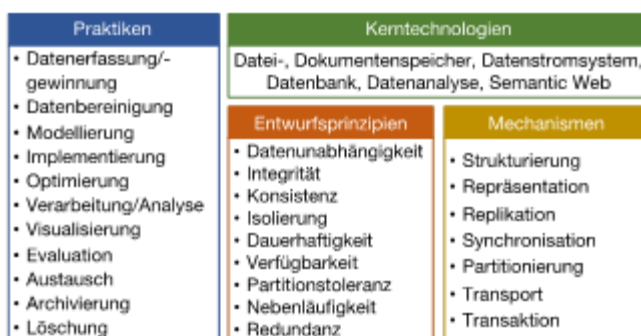 Praktiken
• Datenerfassung/-
gewinnung
• Datenbereinigung
• Modellierung
• Implementierung
• Optimierung
• Verarbeitung/Analyse
• Visualisierung
• Evaluation
• Austausch
• Archivierung
• Löschung
Kerntechnologien
Datei-, Dokumentenspeicher, Datenstromsystem,
Datenbank, Datenanalyse, Semantic Web
Entwurfsprinzipien
• Datenunabhängigkeit
• Integrität
• Konsistenz
• Isolierung
• Dauerhaftigkeit
• Verfügbarkeit
• Partitionstoleranz
• Nebenläufigkeit
• Redundanz
Mechanismen
• Strukturierung
• Repräsentation
• Replikation
• Synchronisation
• Partitionierung
• Transport
• Transaktion